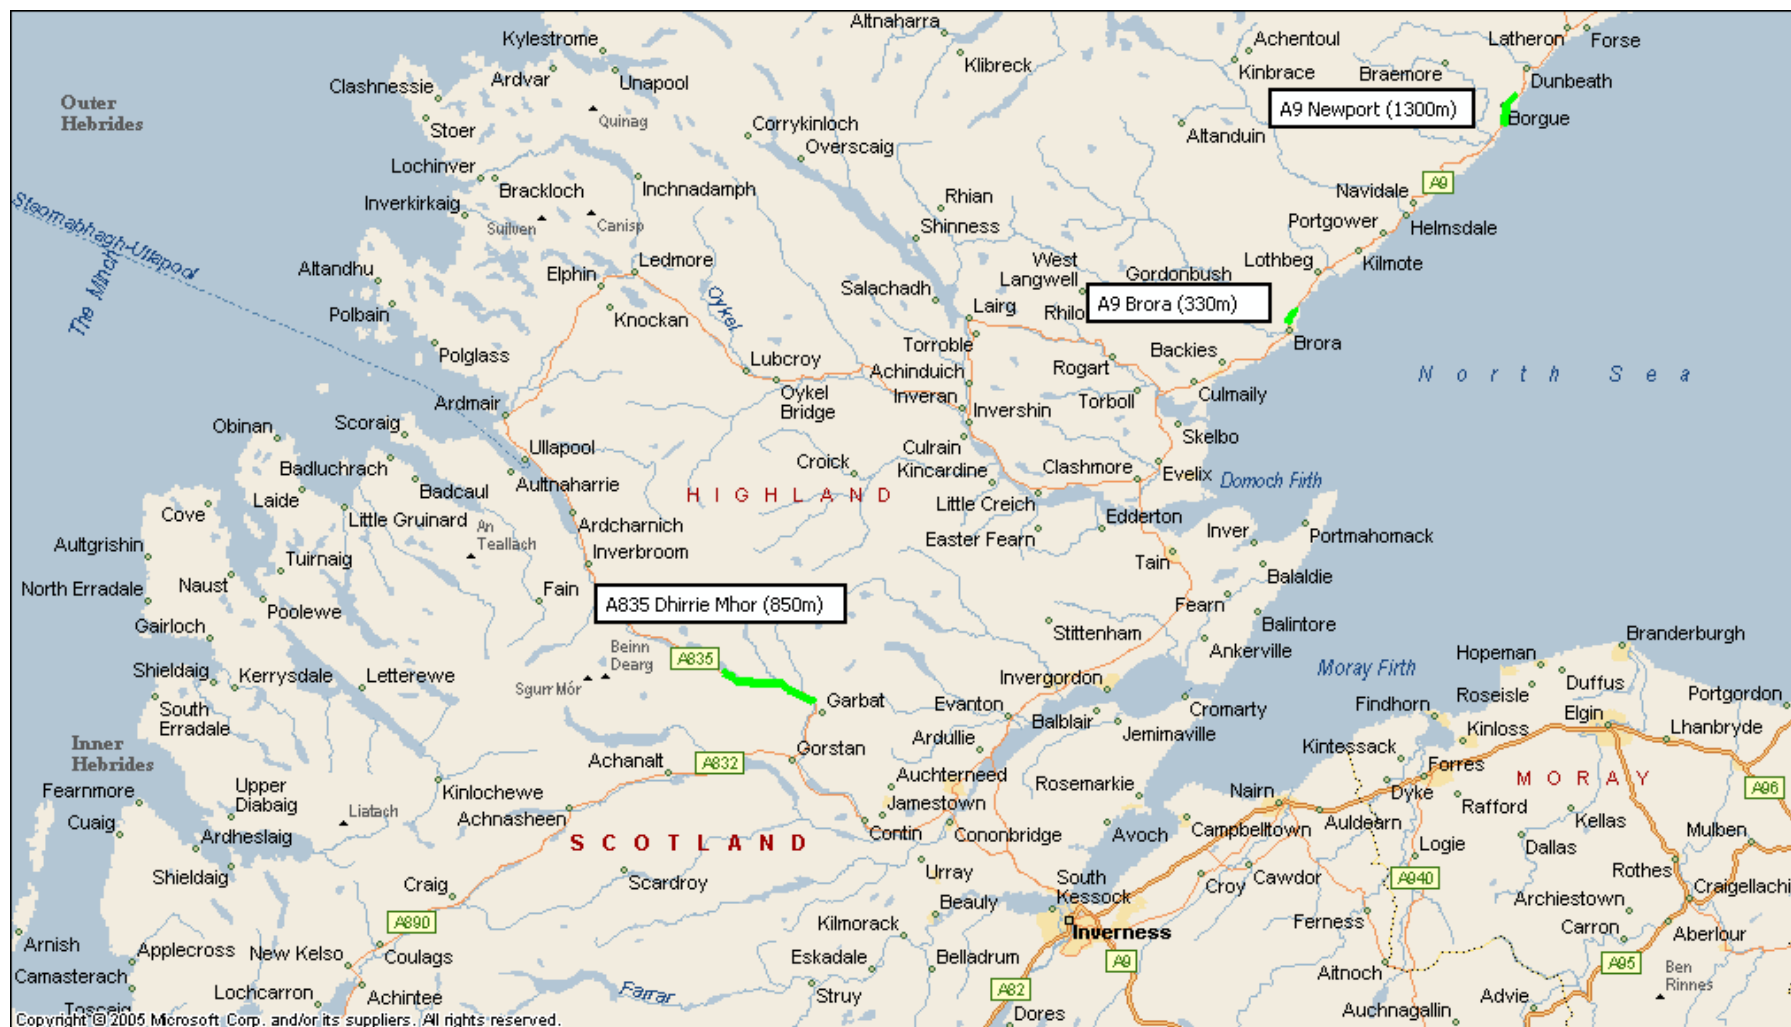 Altnaharra
Kylestrome
Achentoul
Latheron
Forse
Klibreck
Kinbrace
Braemore
Ardvar
Unapool
Dunbeath
Clashnessie
Outer
Hebrides
Quinag
A9 Newport (1300m)
Borgue
Stoer
Corrykinloch
Altanduin
Overscaig
Lochinver
Brackloch
Inchnadamph
Navidale
A9
Inverkirkaig
Rhian
Suilven
Canisp
Shinness
Portgower
Helmsdale
Steornabhagh-Ullapool
The Minch
Altandhu
Elphin
Ledmore
West
Langwell
Gordonbush
Lothbeg
Kilmote
Salachadh
Oykel
Polbain
Knockan
Lairg
Rhilo
A9 Brora (330m)
Torroble
Brora
Polglass
Lubcroy
Achinduich
Rogart
Backies
North Sea
Oykel
Bridge
Inveran
Torboll
Culmaily
Ardmair
Invershin
Obinan
Scoraig
Ullapool
Culrain
Skelbo
Badluchrach
Croick
Kincardine
Clashmore
Evelix
Dornoch Firth
Laide
Badcaul
Aultnaharrie
HIGHLAND
Little Creich
Cove
Little Gruinard
Ardcharnich
Edderton
Inver
Portmahomack
An
Teallach
Inverbroom
Easter Fearn
Aultgrishin
Tuirnaig
Tain
Balaldie
North Erradale
Naust
Poolewe
Fain
A835 Dhirrie Mhor (850m)
Fearn
Balintore
Gairloch
Stittenham
Ankerville
Branderburgh
Beinn
Dearg
A835
Shieldaig
Kerrysdale
Letterewe
Sgurr Mór
Invergordon
Moray Firth
Hopeman
Duffus
Roseisle
Portgordon
South
Erradale
Garbat
Evanton
Balblair
Cromarty
Findhorn
Elgin
Kinloss
Lhanbryde
Jemimaville
Inner
Hebrides
Gorstan
Ardullie
Kintessack
Achanalt
A832
Forres
MORAY
A96
Fearnmore
Upper
Diabaig
Kinlochewe
Auchterneed
Rosemarkie
Nairn
Dyke
Rafford
Liatach
Jamestown
Cuaig
Ardheslaig
Achnasheen
Contin
Cononbridge
Avoch
Campbelltown
Auldearn
Kellas
Mulben
SCOTLAND
Dallas
Logie
Shieldaig
Craig
Scardroy
Urray
South
Kessock
Croy
Cawdor
A940
Rothes
Craigellachi
Archiestown
A890
Kilmorack
Beauly
Ferness
Carron
Aberlour
Arnish
Applecross
New Kelso
Coulags
Inverness
Camasterach
Eskadale
Belladrum
A9
Aitnoch
A95
Ben
Rinnes
Lochcarron
Achintee
Farrar
Struy
A82
Dores
Auchnagallin
Advie
Toscaig
Copyright © 2005 Microsoft Corp. and/or its suppliers. All rights reserved.